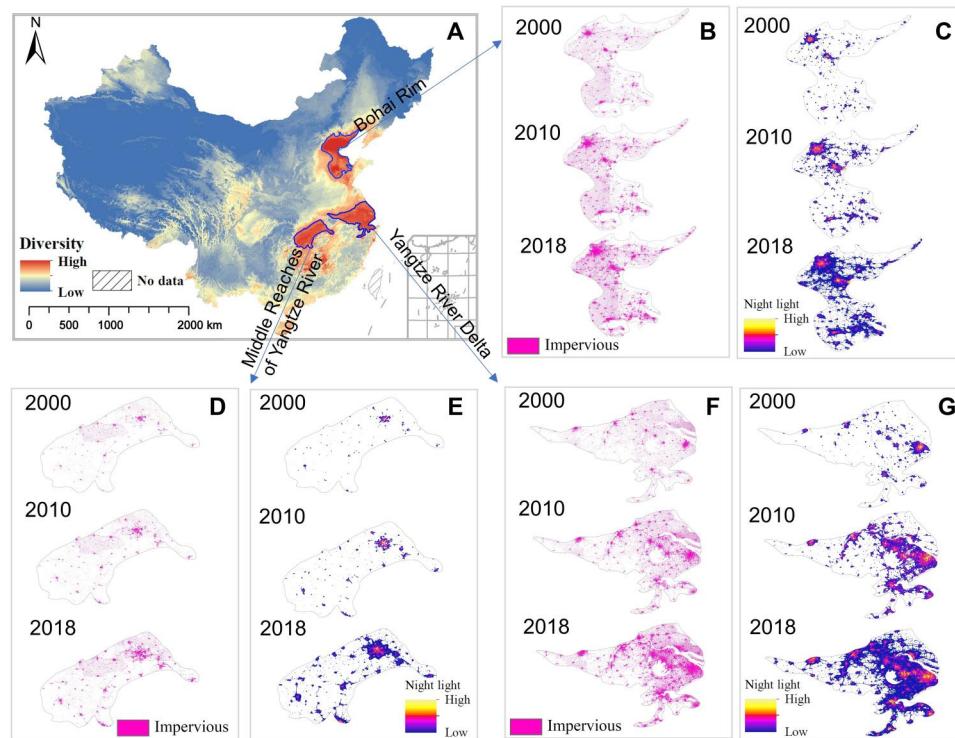 N
A
Bohai Rim
Diversity
High
Low
No data
0 500 1000 2000 km
Middle Reaches
of Yangtze River
Yangtze River Delta
B
2000
2010
2018
Impervious
C
2000
2010
2018
Night light
High
Low
D
2000
2010
2018
Impervious
E
2000
2010
2018
Night light
High
Low
F
2000
2010
2018
Impervious
G
2000
2010
2018
Night light
High
Low